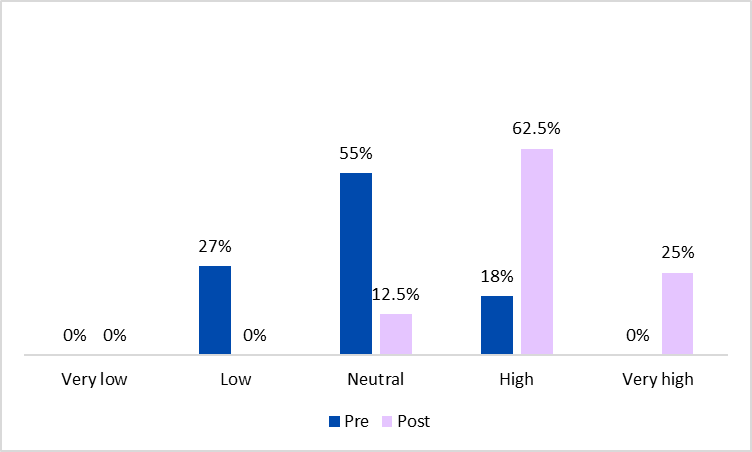 62.5%
55%
27%
25%
18%
12.5%
0% 0% 0% 0%
Very low Low Neutral High Very high
Pre Post